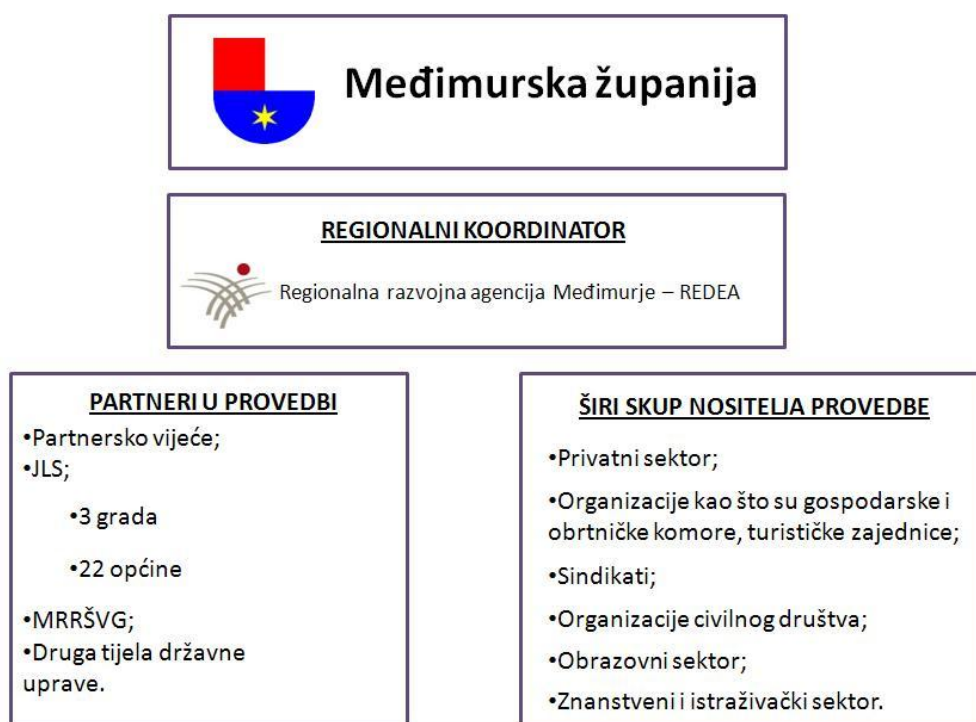 Međimurska županija
REGIONALNI KOORDINATOR
Regionalna razvojna agencija Međimurje – REDEA
PARTNERI U PROVEDBI
•Partnersko vijeće;
•JLS;
•3 grada
•22 općine
•MRRŠVG;
•Druga tijela državne
uprave.
ŠIRI SKUP NOSITELJA PROVEDBE
•Privatni sektor;
•Organizacije kao što su gospodarske i
obrtničke komore, turističke zajednice;
•Sindikati;
•Organizacije civilnog društva;
•Obrazovni sektor;
•Znanstveni i istraživački sektor.